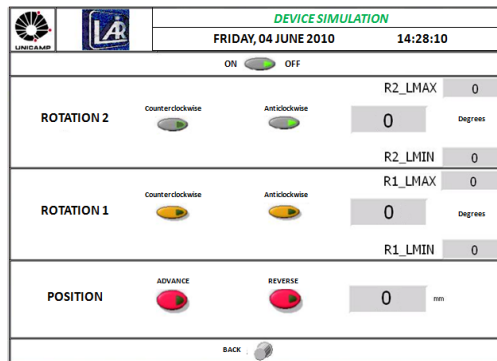 DEVICE SIMULATION
UNICAMP
LAR
FRIDAY, 04 JUNE 2010 14:28:10
ON OFF
R2_LMAX 0
Counterclockwise Anticlockwise
ROTATION 2 0 Degrees
R2_LMIN 0
R1_LMAX 0
Counterclockwise Anticlockwise
ROTATION 1 0 Degrees
R1_LMIN 0
ADVANCE REVERSE
POSITION 0 mm
BACK